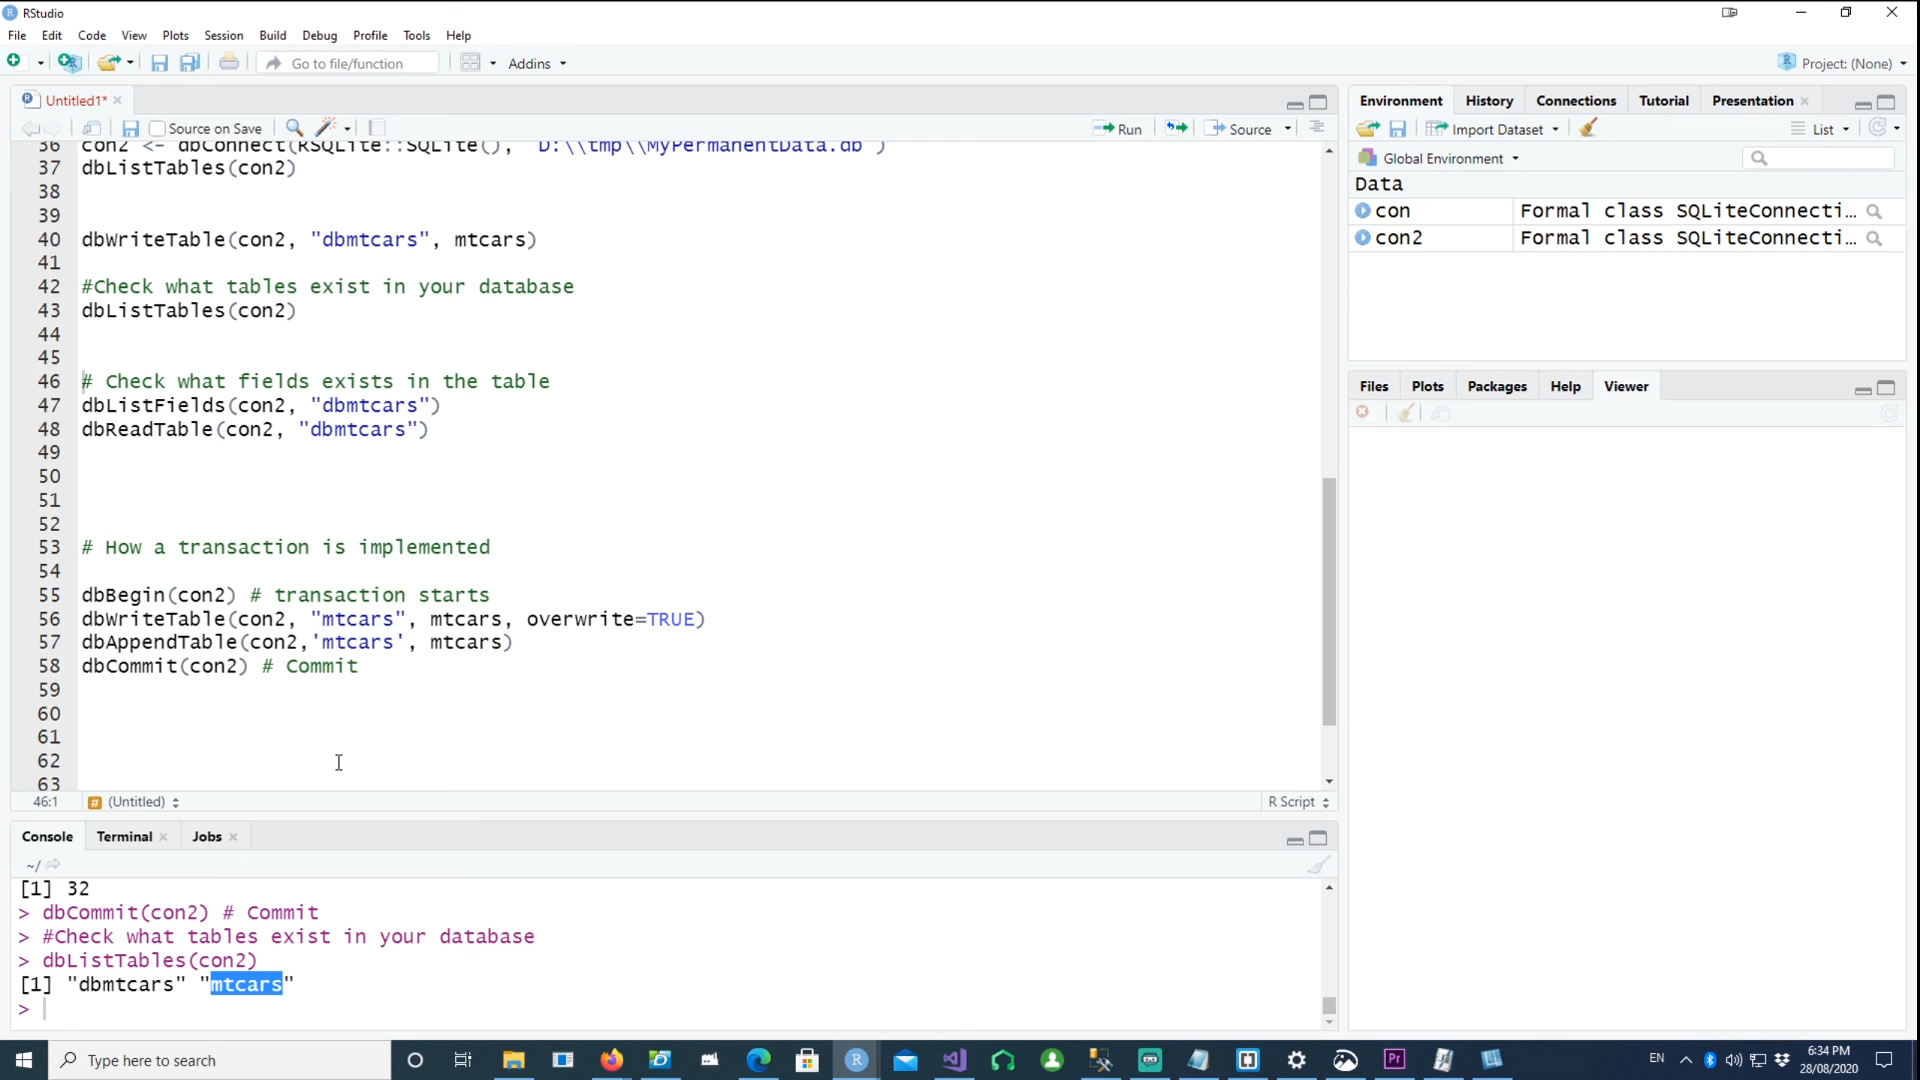 RStudio
File Edit Code View Plots Session Build Debug Profile Tools Help
Go to file/function Addins Project: (None)
Untitled1*
Source on Save Run Source
36 con2 <- dbConnect(RSQLite::SQLite(), "D:\\tmp\\MyPermanentData.db")
37 dbListTables(con2)
38
39
40 dbWriteTable(con2, "dbmtcars", mtcars)
41
42 #Check what tables exist in your database
43 dbListTables(con2)
44
45
46 # Check what fields exists in the table
47 dbListFields(con2, "dbmtcars")
48 dbReadTable(con2, "dbmtcars")
49
50
51
52
53 # How a transaction is implemented
54
55 dbBegin(con2) # transaction starts
56 dbWriteTable(con2, "mtcars", mtcars, overwrite=TRUE)
57 dbAppendTable(con2,'mtcars', mtcars)
58 dbCommit(con2) # Commit
59
60
61
62
63
46:1 # (Untitled) R Script
Console Terminal Jobs
~/
[1] 32
> dbCommit(con2) # Commit
> #Check what tables exist in your database
> dbListTables(con2)
[1] "dbmtcars" "mtcars"
>
Environment History Connections Tutorial Presentation
Import Dataset List
Global Environment
Data
con Formal class SQLiteConnecti…
con2 Formal class SQLiteConnecti…
Files Plots Packages Help Viewer
Type here to search
EN
6:34 PM
28/08/2020